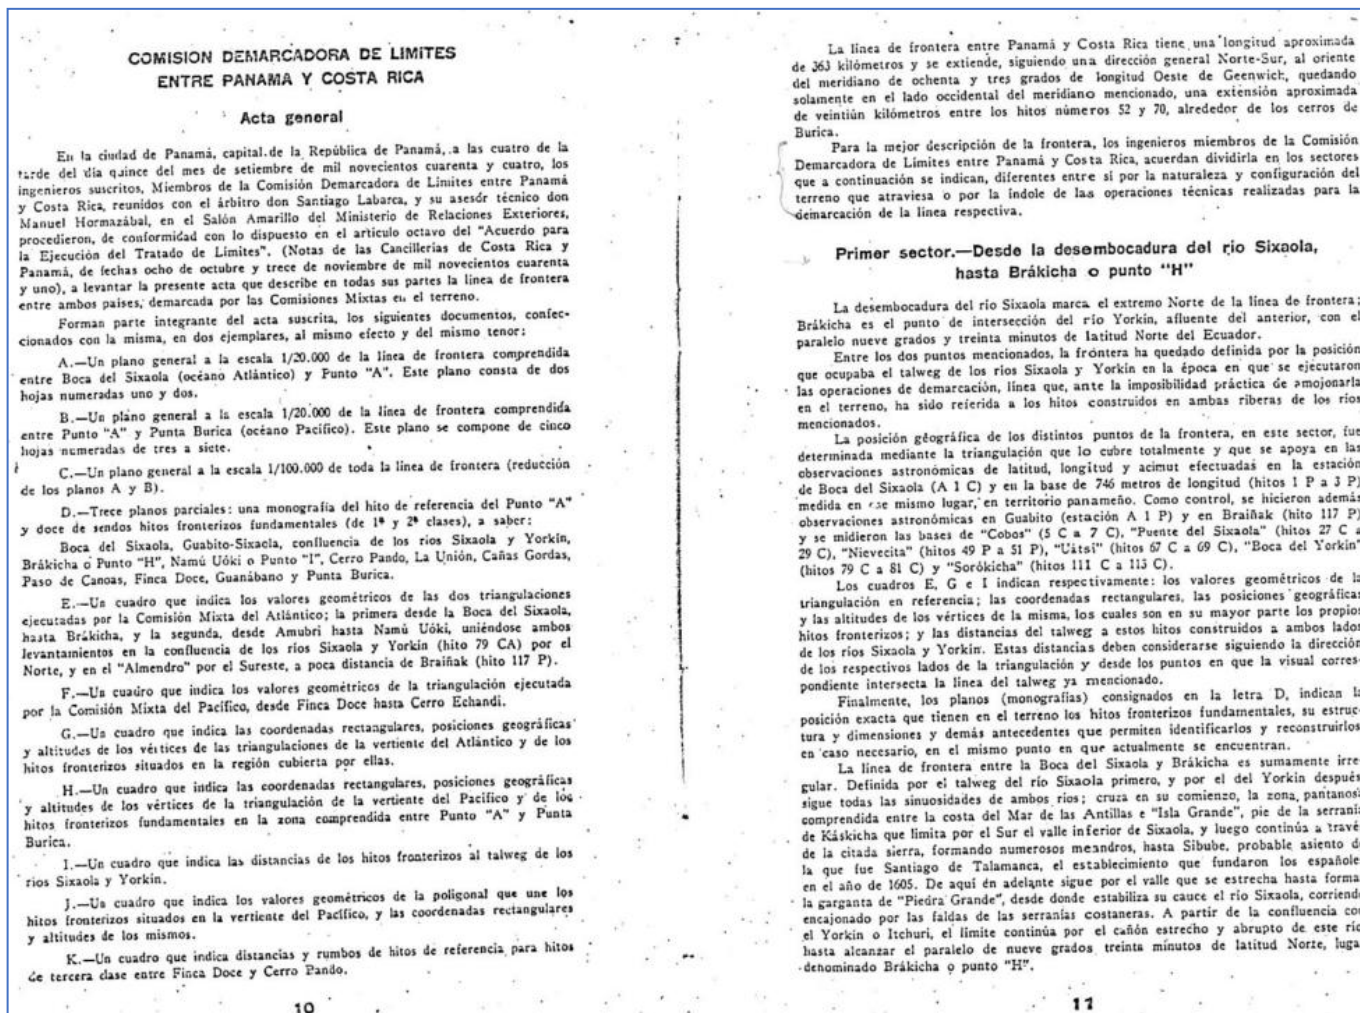 COMISION DEMARCADORA DE LIMITES
ENTRE PANAMA Y COSTA RICA
Acta general
En la ciudad de Panamá, capital de la República de Panamá, a las cuatro de la
tarde del día quince del mes de setiembre de mil novecientos cuarenta y cuatro, los
ingenieros suscritos, Miembros de la Comisión Demarcadora de Límites entre Panamá
y Costa Rica, reunidos con el árbitro don Santiago Labarca, y su asesór técnico don
Manuel Hormazábal, en el Salón Amarillo del Ministerio de Relaciones Exteriores,
procedieron, de conformidad con lo dispuesto en el artículo octavo del "Acuerdo para
la Ejecución del Tratado de Límites". (Notas de las Cancillerías de Costa Rica y
Panamá, de fechas ocho de octubre y trece de noviembre de mil novecientos cuarenta
y uno), a levantar la presente acta que describe en todas sus partes la línea de frontera
entre ambos países, demarcada por las Comisiones Mixtas en el terreno.
Forman parte integrante del acta suscrita, los siguientes documentos, confec-
cionados con la misma, en dos ejemplares, al mismo efecto y del mismo tenor:
A.—Un plano general a la escala 1/20.000 de la línea de frontera comprendida
entre Boca del Sixaola (océano Atlántico) y Punto "A". Este plano consta de dos
hojas numeradas uno y dos.
B.—Un plano general a la escala 1/20.000 de la línea de frontera comprendida
entre Punto "A" y Punta Burica (océano Pacífico). Este plano se compone de cinco
hojas numeradas de tres a siete.
C.—Un plano general a la escala 1/100.000 de toda la línea de frontera (reducción
de los planos A y B).
D.—Trece planos parciales: una monografía del hito de referencia del Punto "A"
y doce de sendos hitos fronterizos fundamentales (de 1ª y 2ª clases), a saber:
Boca del Sixaola, Guabito-Sixaola, confluencia de los ríos Sixaola y Yorkín,
Brákicha o Punto "H", Namú Uóki o Punto "I", Cerro Pando, La Unión, Cañas Gordas,
Paso de Canoas, Finca Doce, Guanábano y Punta Burica.
E.—Un cuadro que indica los valores geométricos de las dos triangulaciones
ejecutadas por la Comisión Mixta del Atlántico; la primera desde la Boca del Sixaola,
hasta Brákicha, y la segunda, desde Amubri hasta Namú Uóki, uniéndose ambos
levantamientos en la confluencia de los ríos Sixaola y Yorkín (hito 79 CA) por el
Norte, y en el "Almendro" por el Sureste, a poca distancia de Braiñak (hito 117 P).
F.—Un cuadro que indica los valores geométricos de la triangulación ejecutada
por la Comisión Mixta del Pacífico, desde Finca Doce hasta Cerro Echandi.
G.—Un cuadro que indica las coordenadas rectangulares, posiciones geográficas
y altitudes de los vértices de las triangulaciones de la vertiente del Atlántico y de los
hitos fronterizos situados en la región cubierta por ellas.
H.—Un cuadro que indica las coordenadas rectangulares, posiciones geográficas
y altitudes de los vértices de la triangulación de la vertiente del Pacífico y de los
hitos fronterizos fundamentales en la zona comprendida entre Punto "A" y Punta
Burica.
I.—Un cuadro que indica las distancias de los hitos fronterizos al talweg de los
ríos Sixaola y Yorkín.
J.—Un cuadro que indica los valores geométricos de la poligonal que une los
hitos fronterizos situados en la vertiente del Pacífico, y las coordenadas rectangulares
y altitudes de los mismos.
K.—Un cuadro que indica distancias y rumbos de hitos de referencia para hitos
de tercera clase entre Finca Doce y Cerro Pando.
10
La línea de frontera entre Panamá y Costa Rica tiene una longitud aproximada
de 363 kilómetros y se extiende, siguiendo una dirección general Norte-Sur, al oriente
del meridiano de ochenta y tres grados de longitud Oeste de Geenwich, quedando
solamente en el lado occidental del meridiano mencionado, una extensión aproximada
de veintiún kilómetros entre los hitos números 52 y 70, alrededor de los cerros de
Burica.
Para la mejor descripción de la frontera, los ingenieros miembros de la Comisión
Demarcadora de Límites entre Panamá y Costa Rica, acuerdan dividirla en los sectores
que a continuación se indican, diferentes entre si por la naturaleza y configuración del
terreno que atraviesa o por la índole de las operaciones técnicas realizadas para la
demarcación de la línea respectiva.
Primer sector.—Desde la desembocadura del río Sixaola,
hasta Brákicha o punto "H"
La desembocadura del río Sixaola marca el extremo Norte de la línea de frontera;
Brákicha es el punto de intersección del río Yorkín, afluente del anterior, con el
paralelo nueve grados y treinta minutos de latitud Norte del Ecuador.
Entre los dos puntos mencionados, la fróntera ha quedado definida por la posición
que ocupaba el talweg de los ríos Sixaola y Yorkín en la época en que se ejecutaron
las operaciones de demarcación, línea que, ante la imposibilidad práctica de amojonarla
en el terreno, ha sido referida a los hitos construidos en ambas riberas de los ríos
mencionados.
La posición géográfica de los distintos puntos de la frontera, en este sector, fue
determinada mediante la triangulación que lo cubre totalmente y que se apoya en las
observaciones astronómicas de latitud, longitud y acimut efectuadas en la estación
de Boca del Sixaola (A 1 C) y en la base de 746 metros de longitud (hitos 1 P a 3 P)
medida en ese mismo lugar, en territorio panameño. Como control, se hicieron además
observaciones astronómicas en Guabito (estación A 1 P) y en Braiñak (hito 117 P)
y se midieron las bases de "Cobos" (5 C a 7 C), "Puente del Sixaola" (hitos 27 C a
29 C), "Nievecita" (hitos 49 P a 51 P), "Uátsi" (hitos 67 C a 69 C), "Boca del Yorkín"
(hitos 79 C a 81 C) y "Sorókicha" (hitos 111 C a 113 C).
Los cuadros E, G e I indican respectivamente: los valores geométricos de la
triangulación en referencia; las coordenadas rectangulares, las posiciones geográficas
y las altitudes de los vértices de la misma, los cuales son en su mayor parte los propios
hitos fronterizos; y las distancias del talweg a estos hitos construidos a ambos lados
de los ríos Sixaola y Yorkín. Estas distancias deben considerarse siguiendo la dirección
de los respectivos lados de la triangulación y desde los puntos en que la visual corres-
pondiente intersecta la línea del talweg ya mencionado.
Finalmente, los planos (monografías) consignados en la letra D, indican la
posición exacta que tienen en el terreno los hitos fronterizos fundamentales, su estruc-
tura y dimensiones y demás antecedentes que permiten identificarlos y reconstruirlos
en caso necesario, en el mismo punto en que actualmente se encuentran.
La línea de frontera entre la Boca del Sixaola y Brákicha es sumamente irre-
gular. Definida por el talweg del río Sixaola primero, y por el del Yorkín después
sigue todas las sinuosidades de ambos ríos; cruza en su comienzo, la zona pantanosa
comprendida entre la costa del Mar de las Antillas e "Isla Grande", pie de la serranía
de Káskicha que limita por el Sur el valle inferior de Sixaola, y luego continúa a través
de la citada sierra, formando numerosos meandros, hasta Sibube, probable asiento de
la que fue Santiago de Talamanca, el establecimiento que fundaron los españoles
en el año de 1605. De aquí én adelante sigue por el valle que se estrecha hasta formar
la garganta de "Piedra Grande", desde donde estabiliza su cauce el río Sixaola, corriendo
encajonado por las faldas de las serranías costaneras. A partir de la confluencia con
el Yorkín o Itchuri, el límite continúa por el cañón estrecho y abrupto de este río
hasta alcanzar el paralelo de nueve grados treinta minutos de latitud Norte, lugar
denominado Brákicha o punto "H".
11